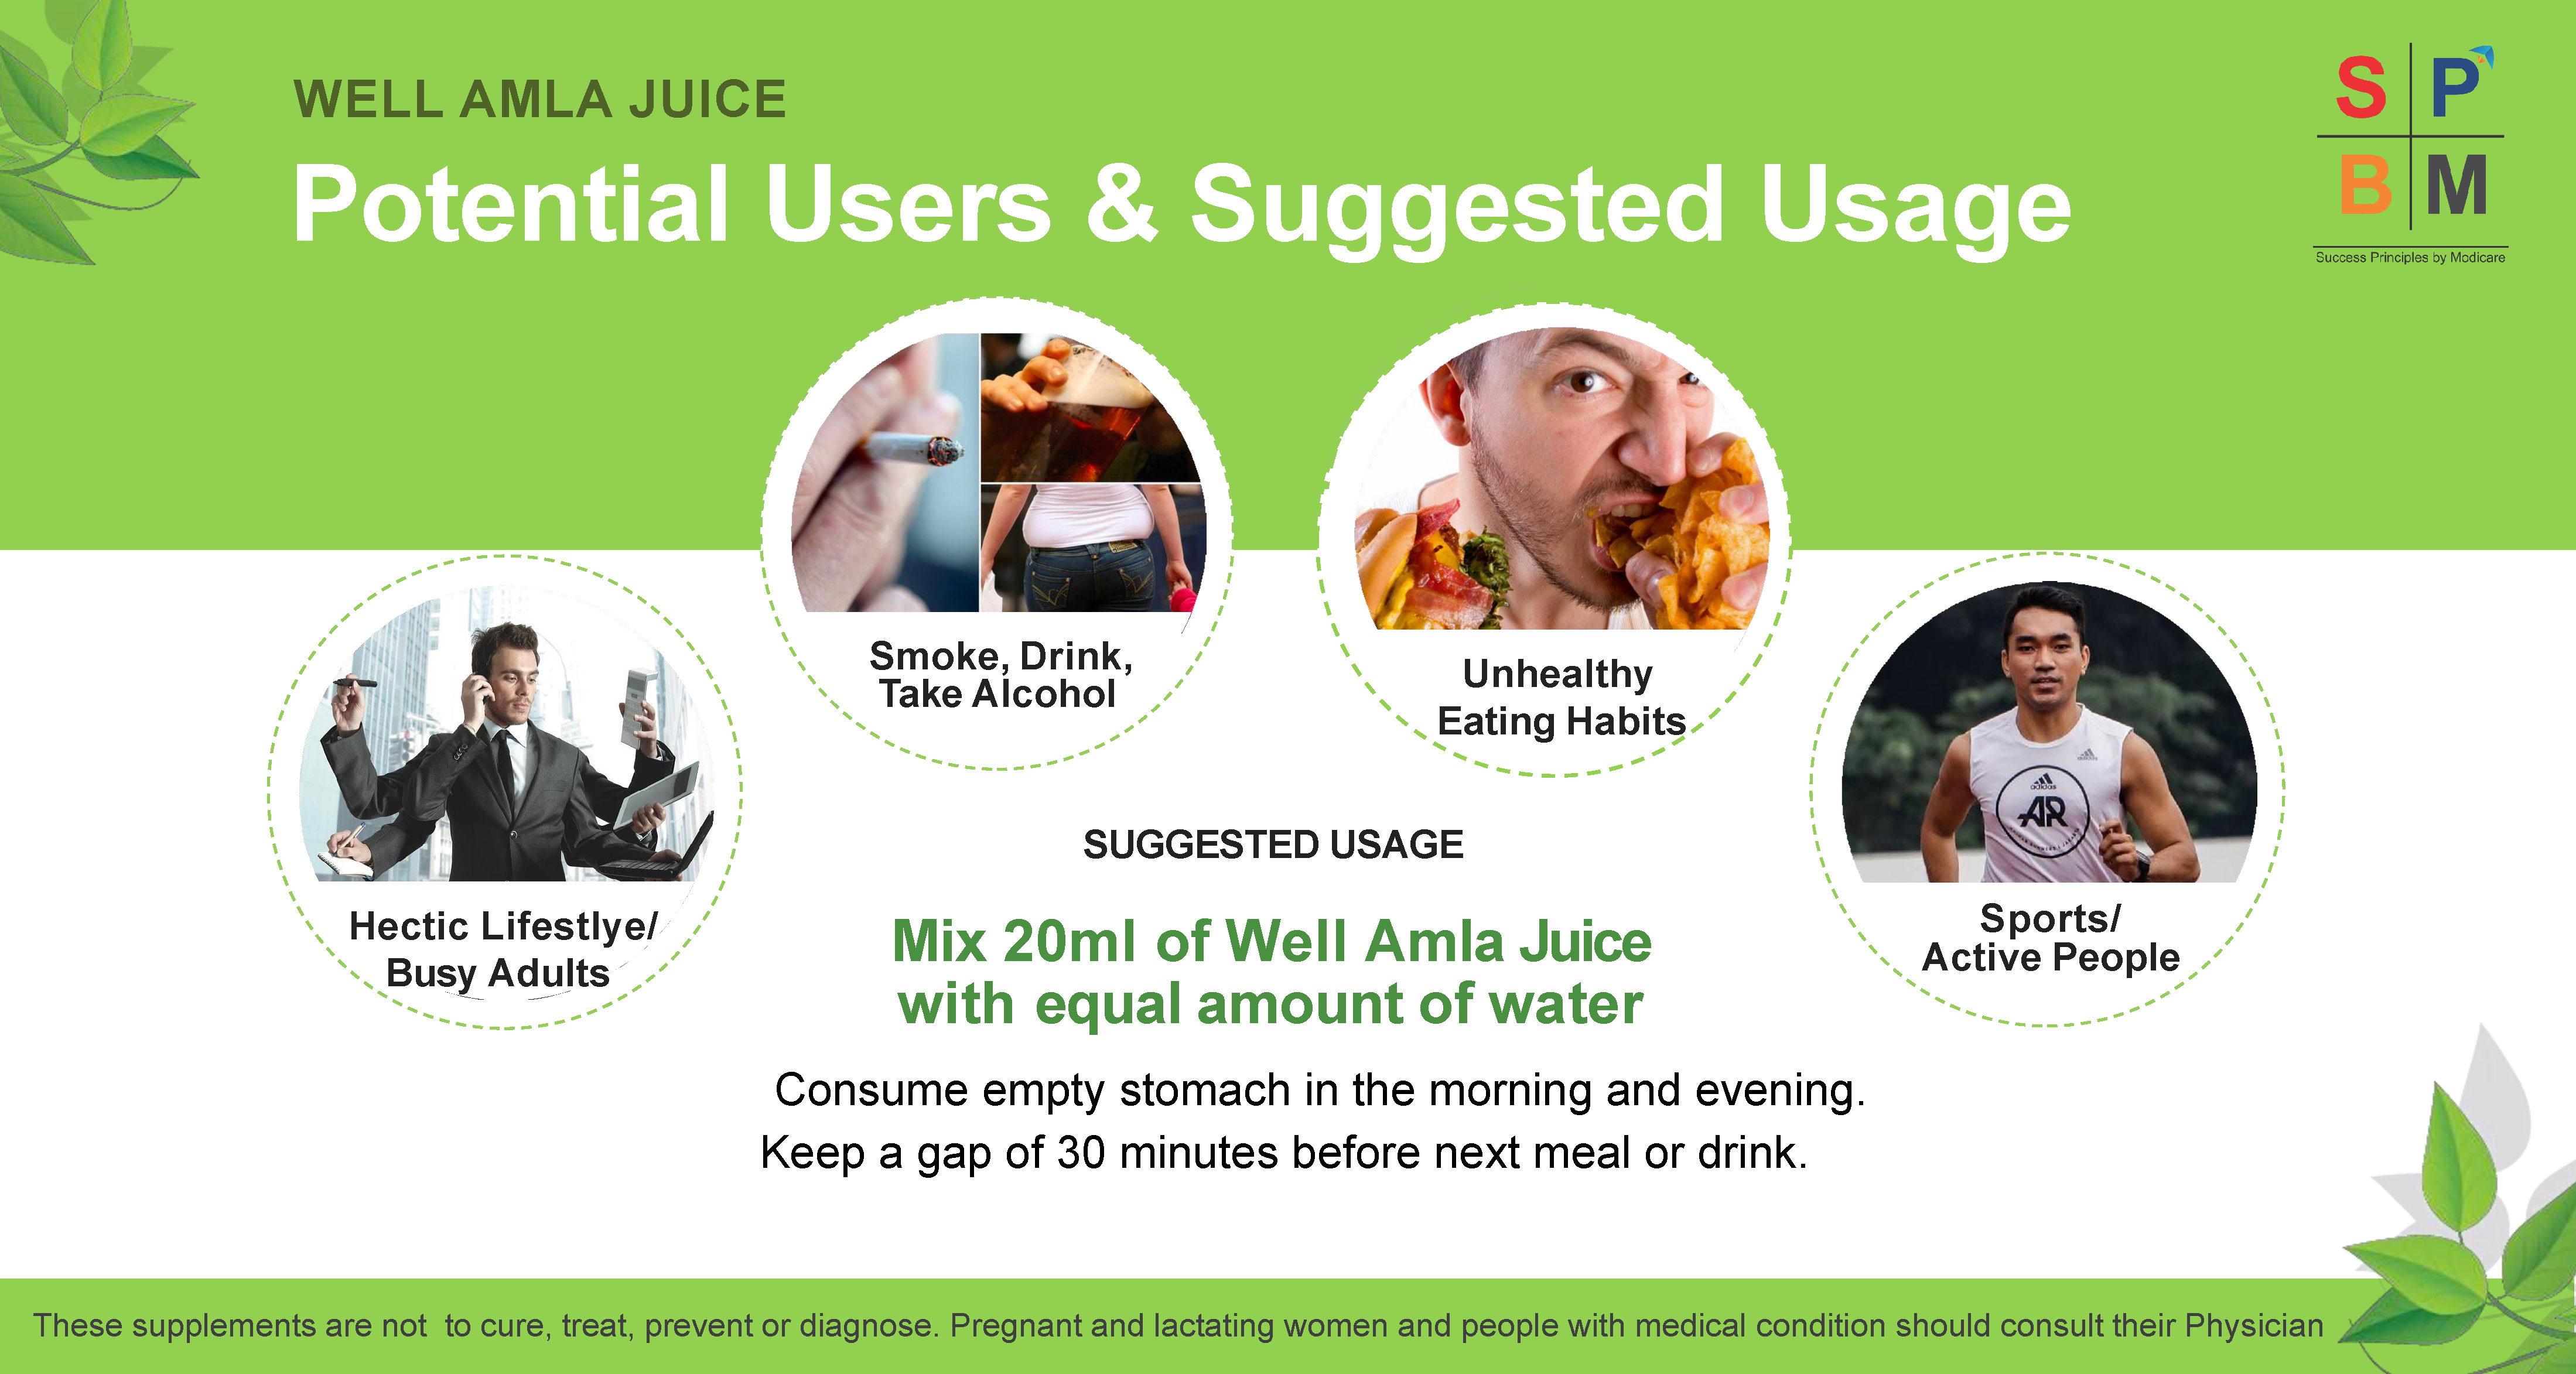 WELL AMLA JUICE
Potential Users & Suggested Usage
S P
B M
Success Principles by Modicare
Smoke, Drink,
Take Alcohol
Unhealthy
Eating Habits
Hectic Lifestlye/
Busy Adults
adidas
AR
Sports/
Active People
SUGGESTED USAGE
Mix 20ml of Well Amla Juice
with equal amount of water
Consume empty stomach in the morning and evening.
Keep a gap of 30 minutes before next meal or drink.
These supplements are not to cure, treat, prevent or diagnose. Pregnant and lactating women and people with medical condition should consult their Physician